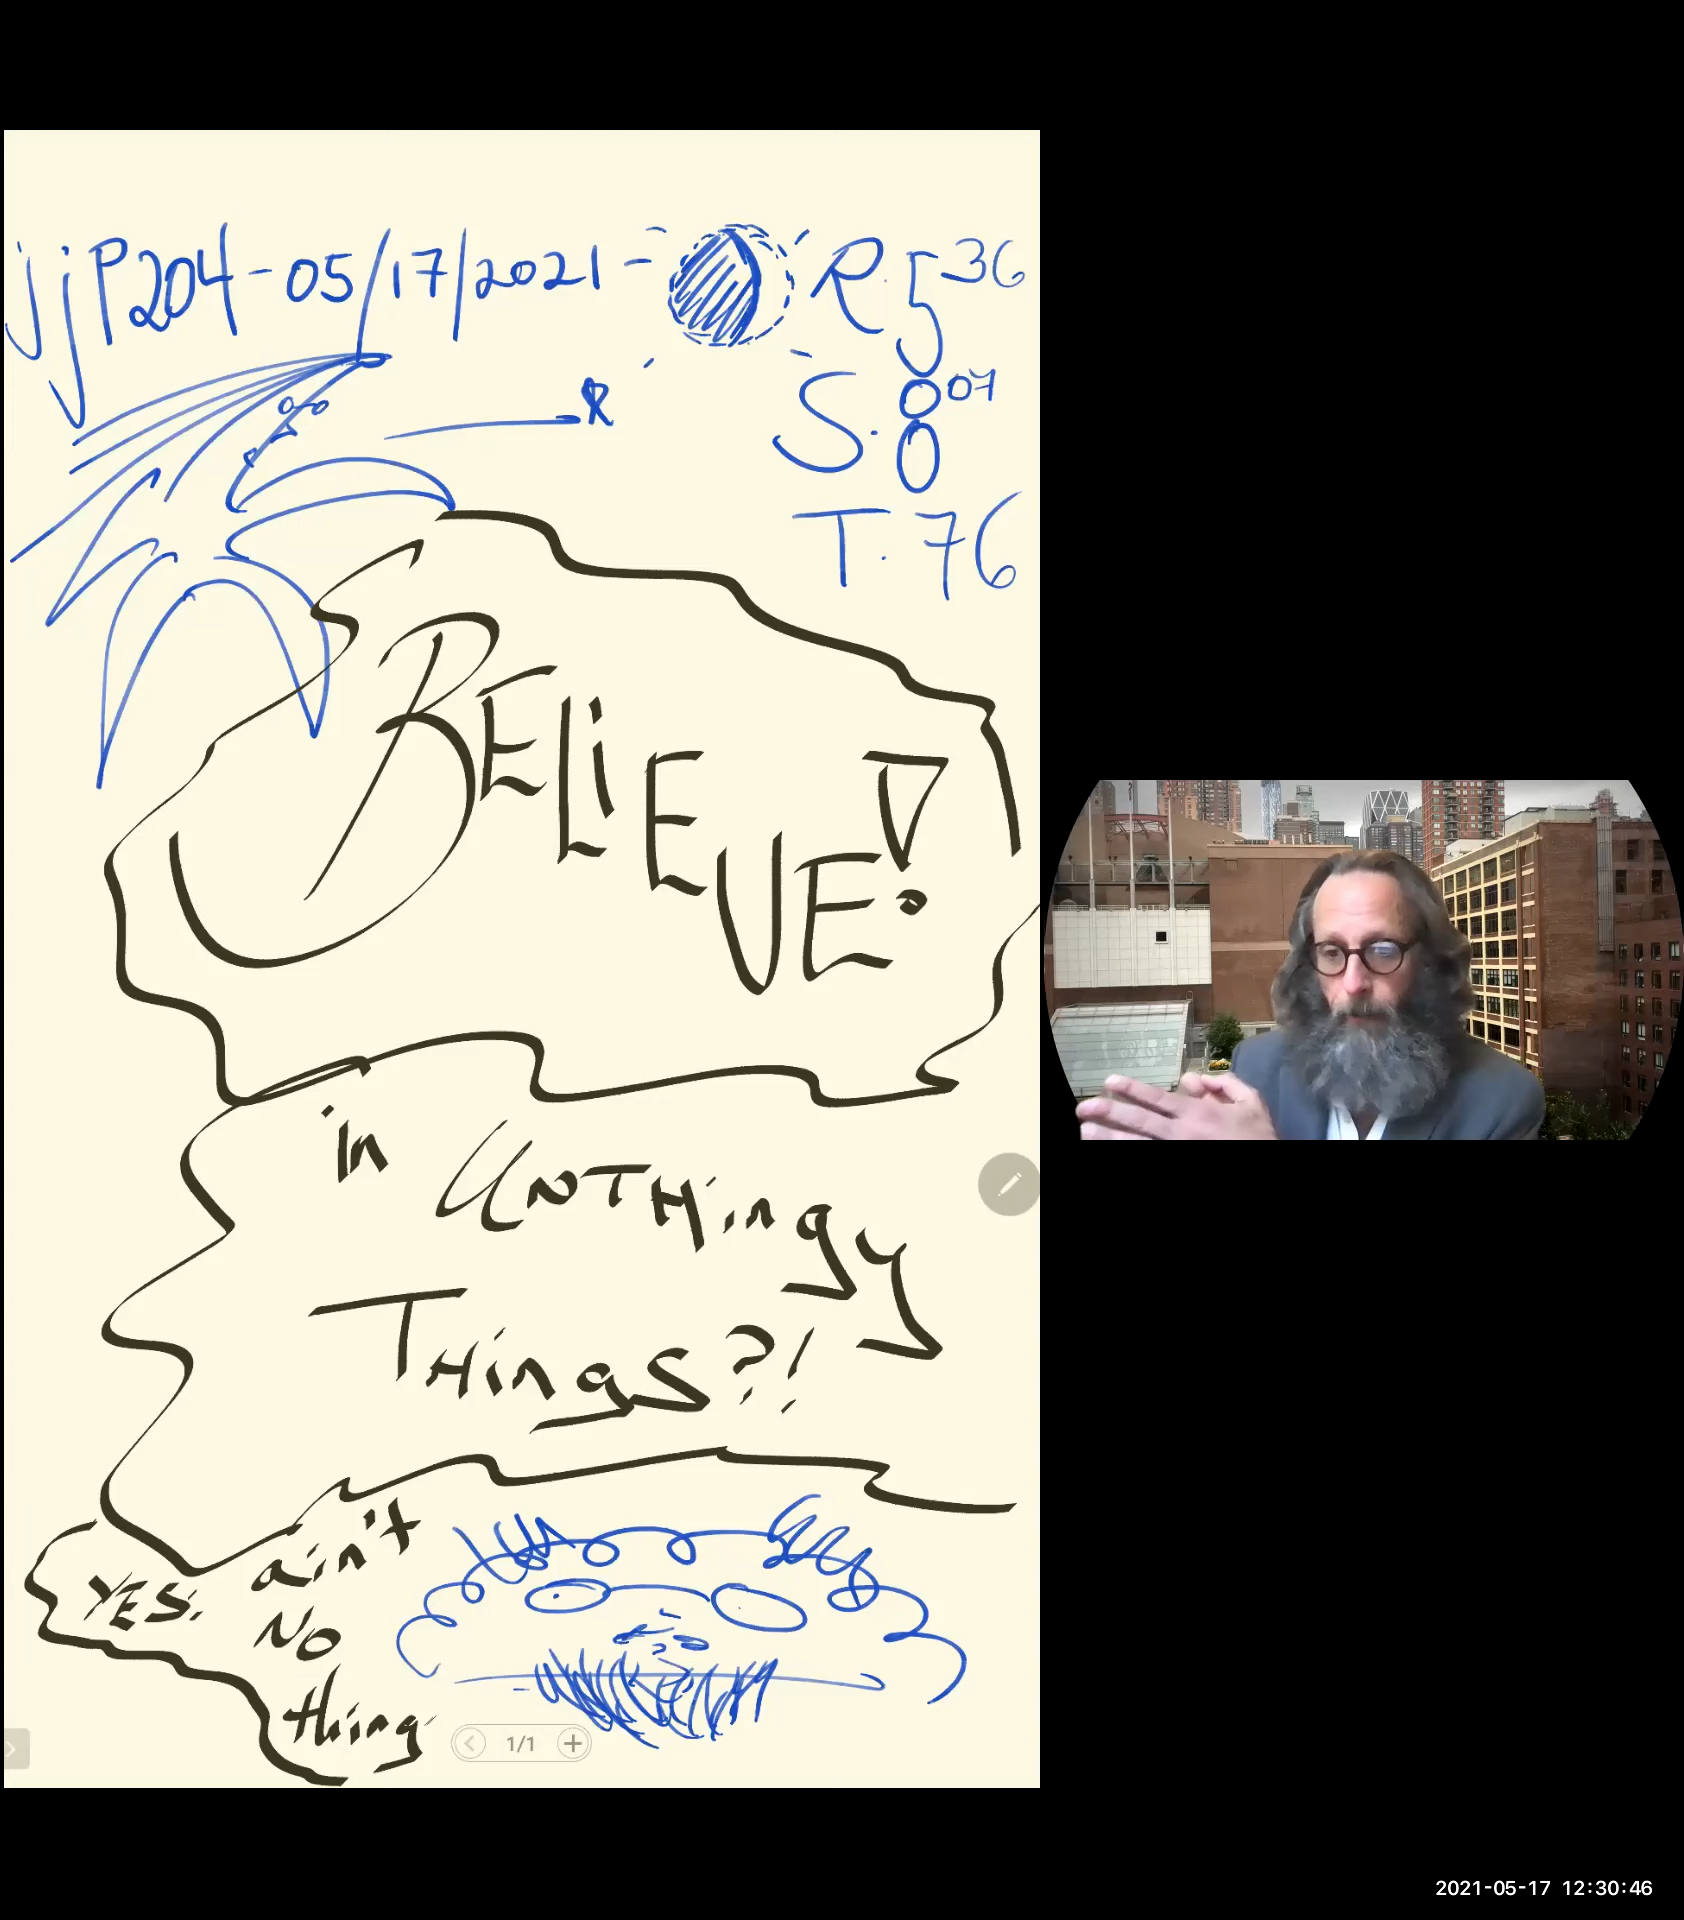 jjP204-05/17/2021-
R. 5 36
S. 8 07
T. 76
BELiEVE!
in UNTHingy
THingS?!
YES. ain't
NO
thing
1/1
2021-05-17 12:30:46